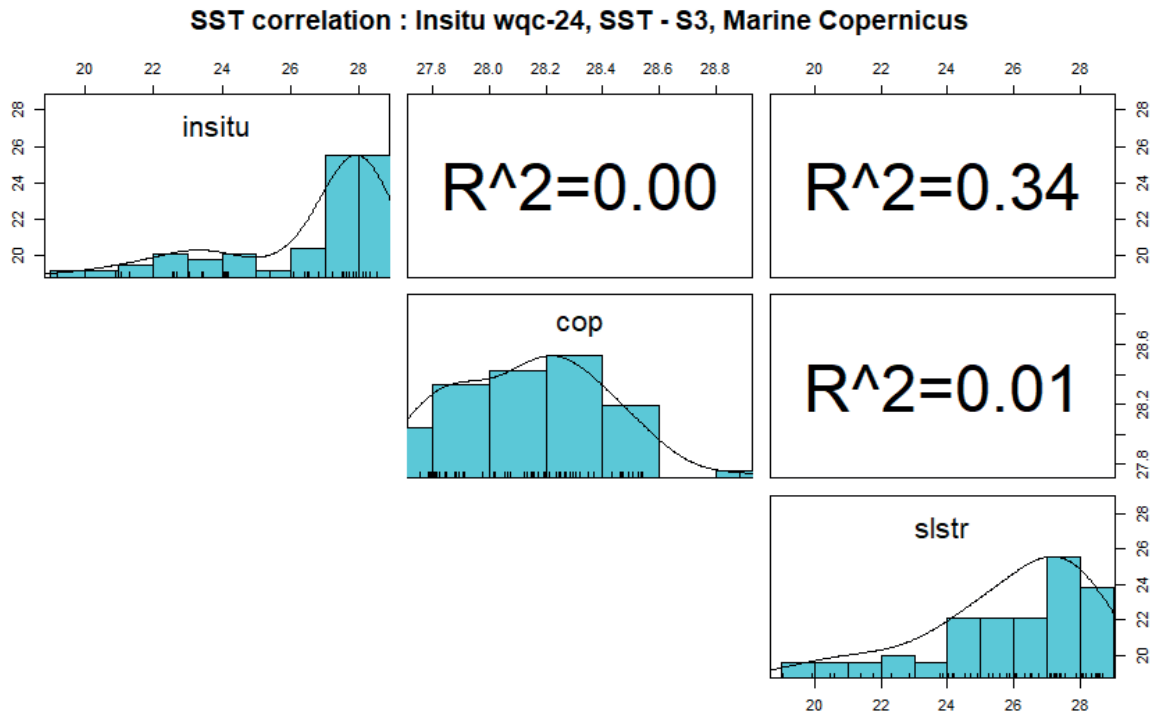 SST correlation : Insitu wqc-24, SST - S3, Marine Copernicus
20 22 24 26 28
27.8 28.0 28.2 28.4 28.6 28.8
20 22 24 26 28
20 22 24 26 28
insitu
R^2=0.00
R^2=0.34
20 22 24 26 28
cop
R^2=0.01
27.8 28.2 28.6
slstr
20 22 24 26 28
20 22 24 26 28